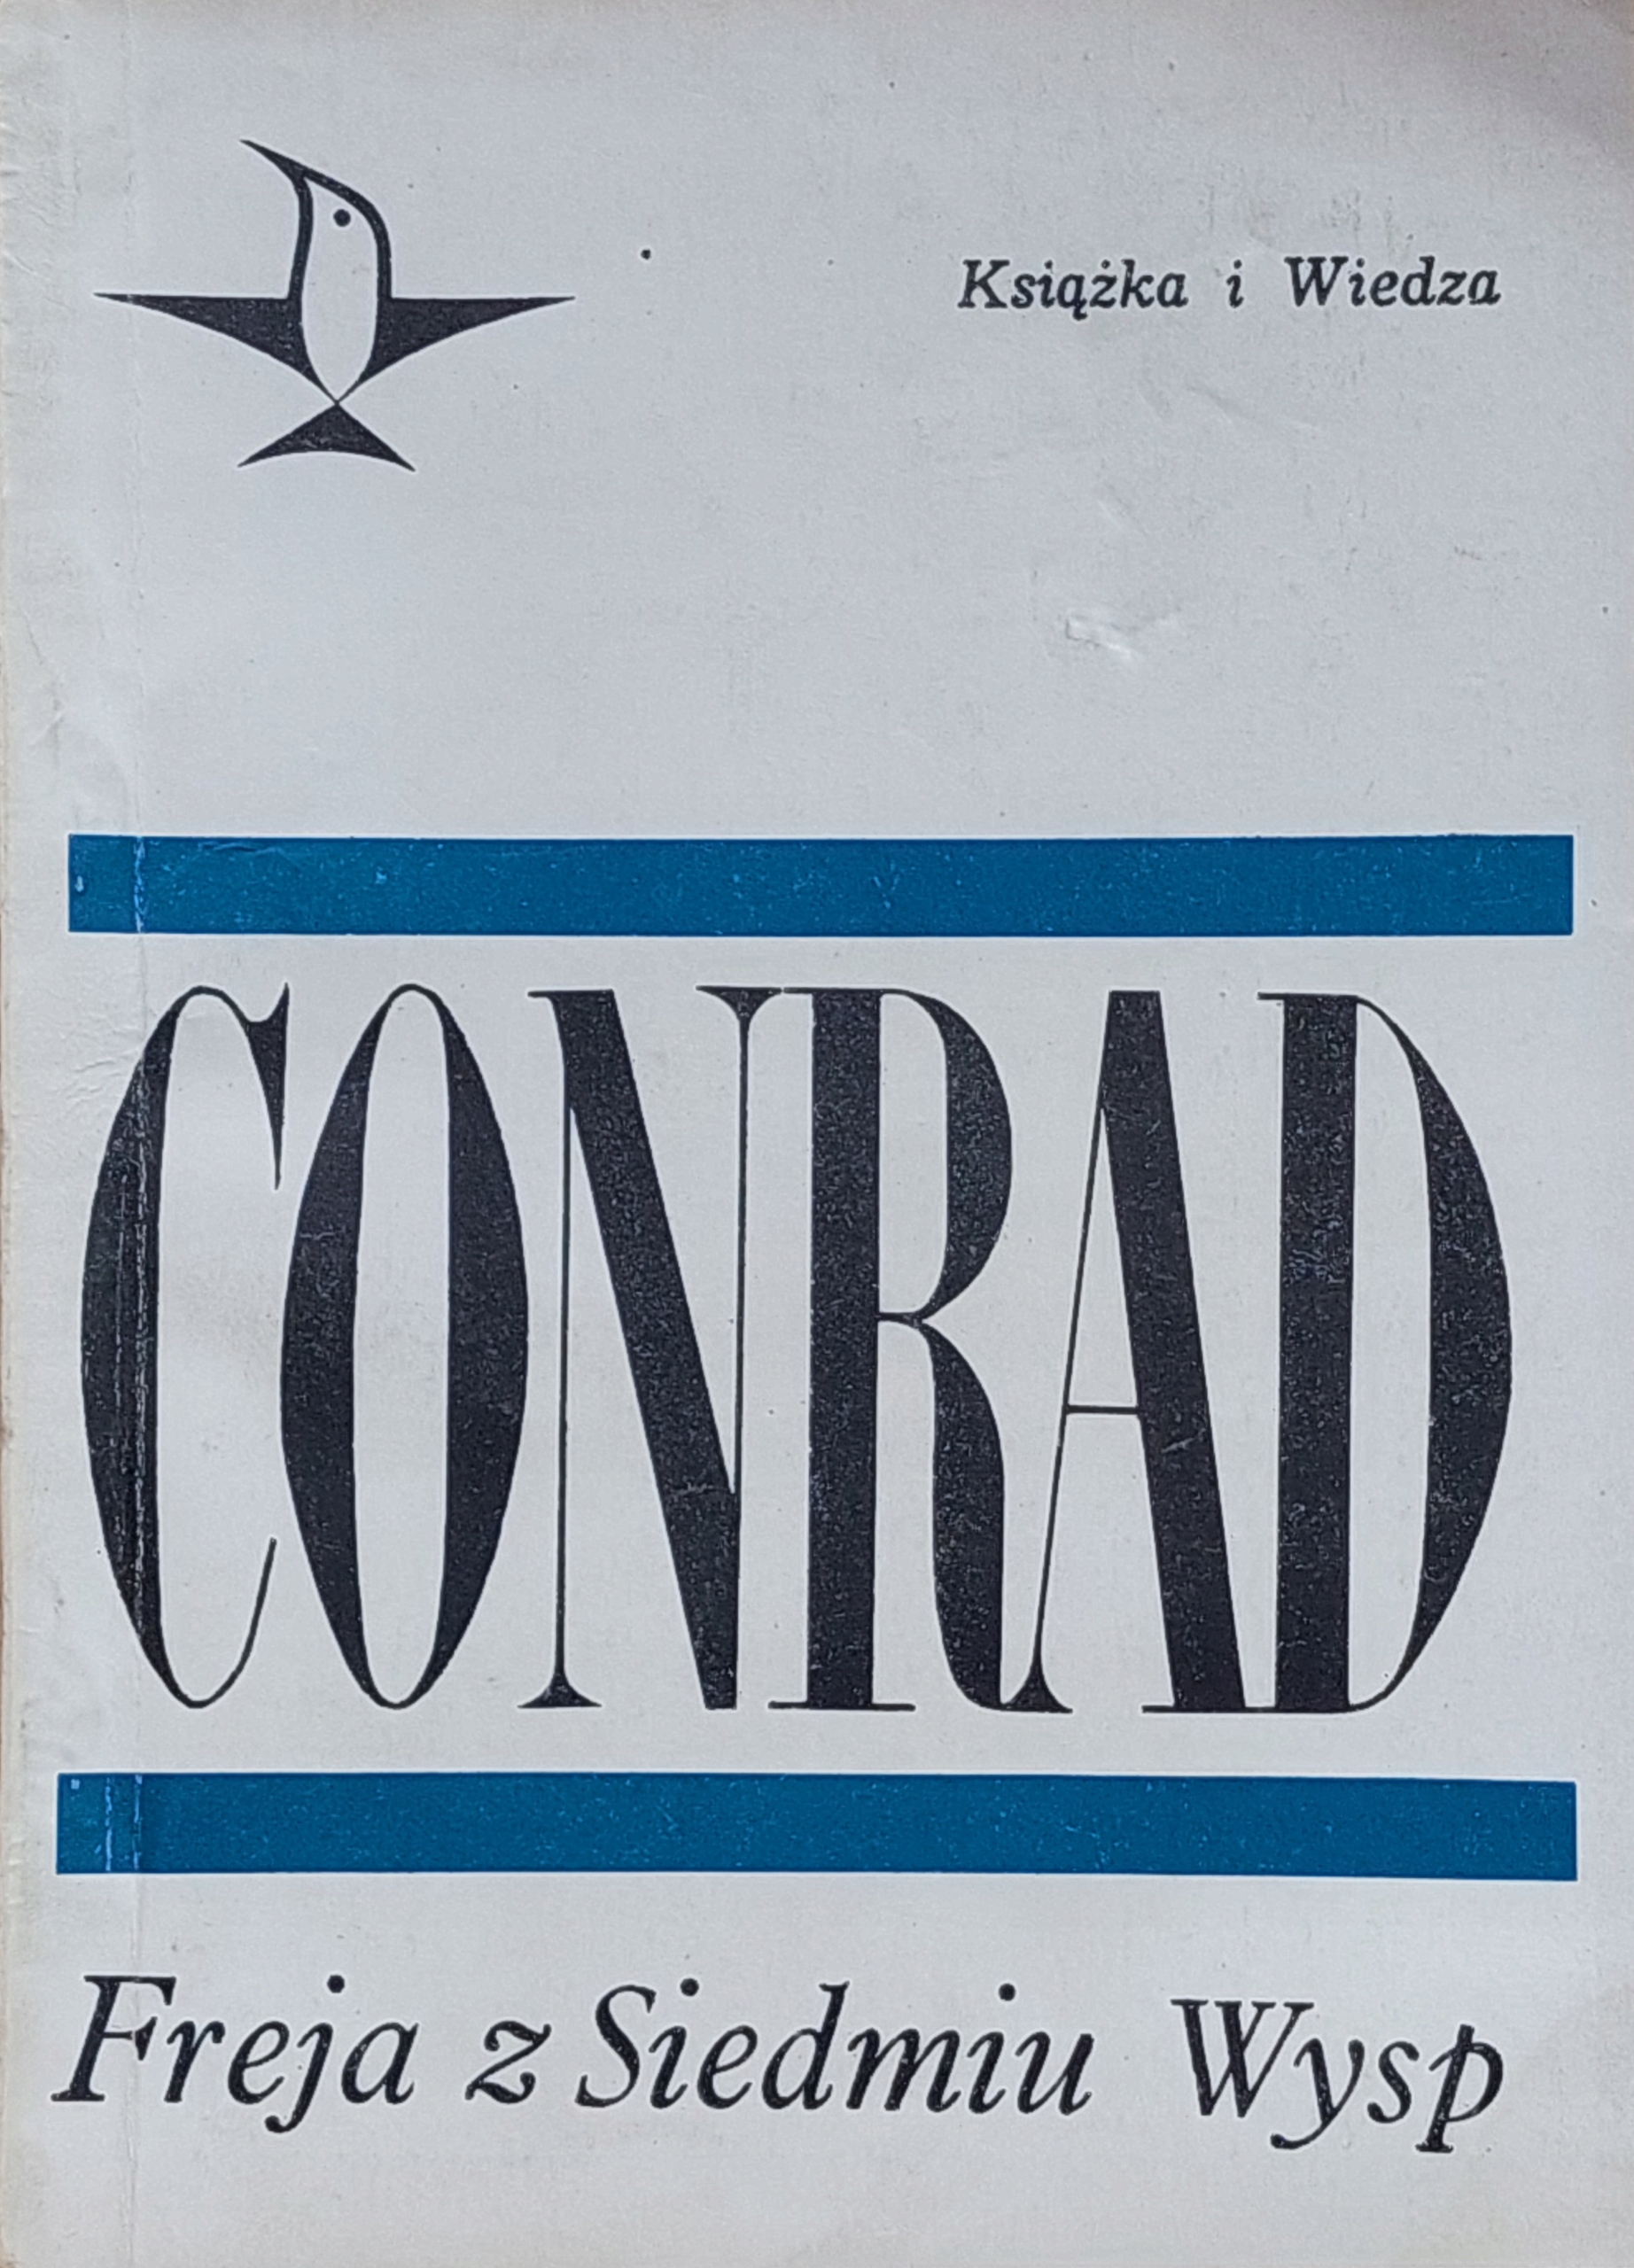 Książka i Wiedza
CONRAD
Freja z Siedmiu Wysp